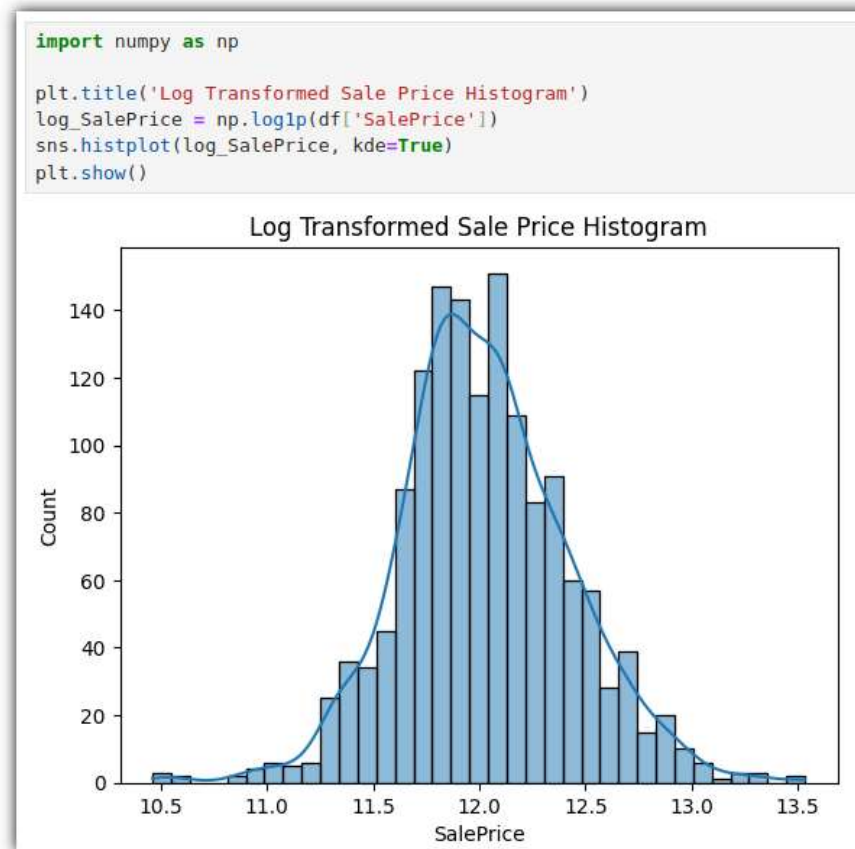 import numpy as np
plt.title('Log Transformed Sale Price Histogram')
log_SalePrice = np.log1p(df['SalePrice'])
sns.histplot(log_SalePrice, kde=True)
plt.show()
Log Transformed Sale Price Histogram
140
120
100
80
60
40
20
0
Count
10.5 11.0 11.5 12.0 12.5 13.0 13.5
SalePrice